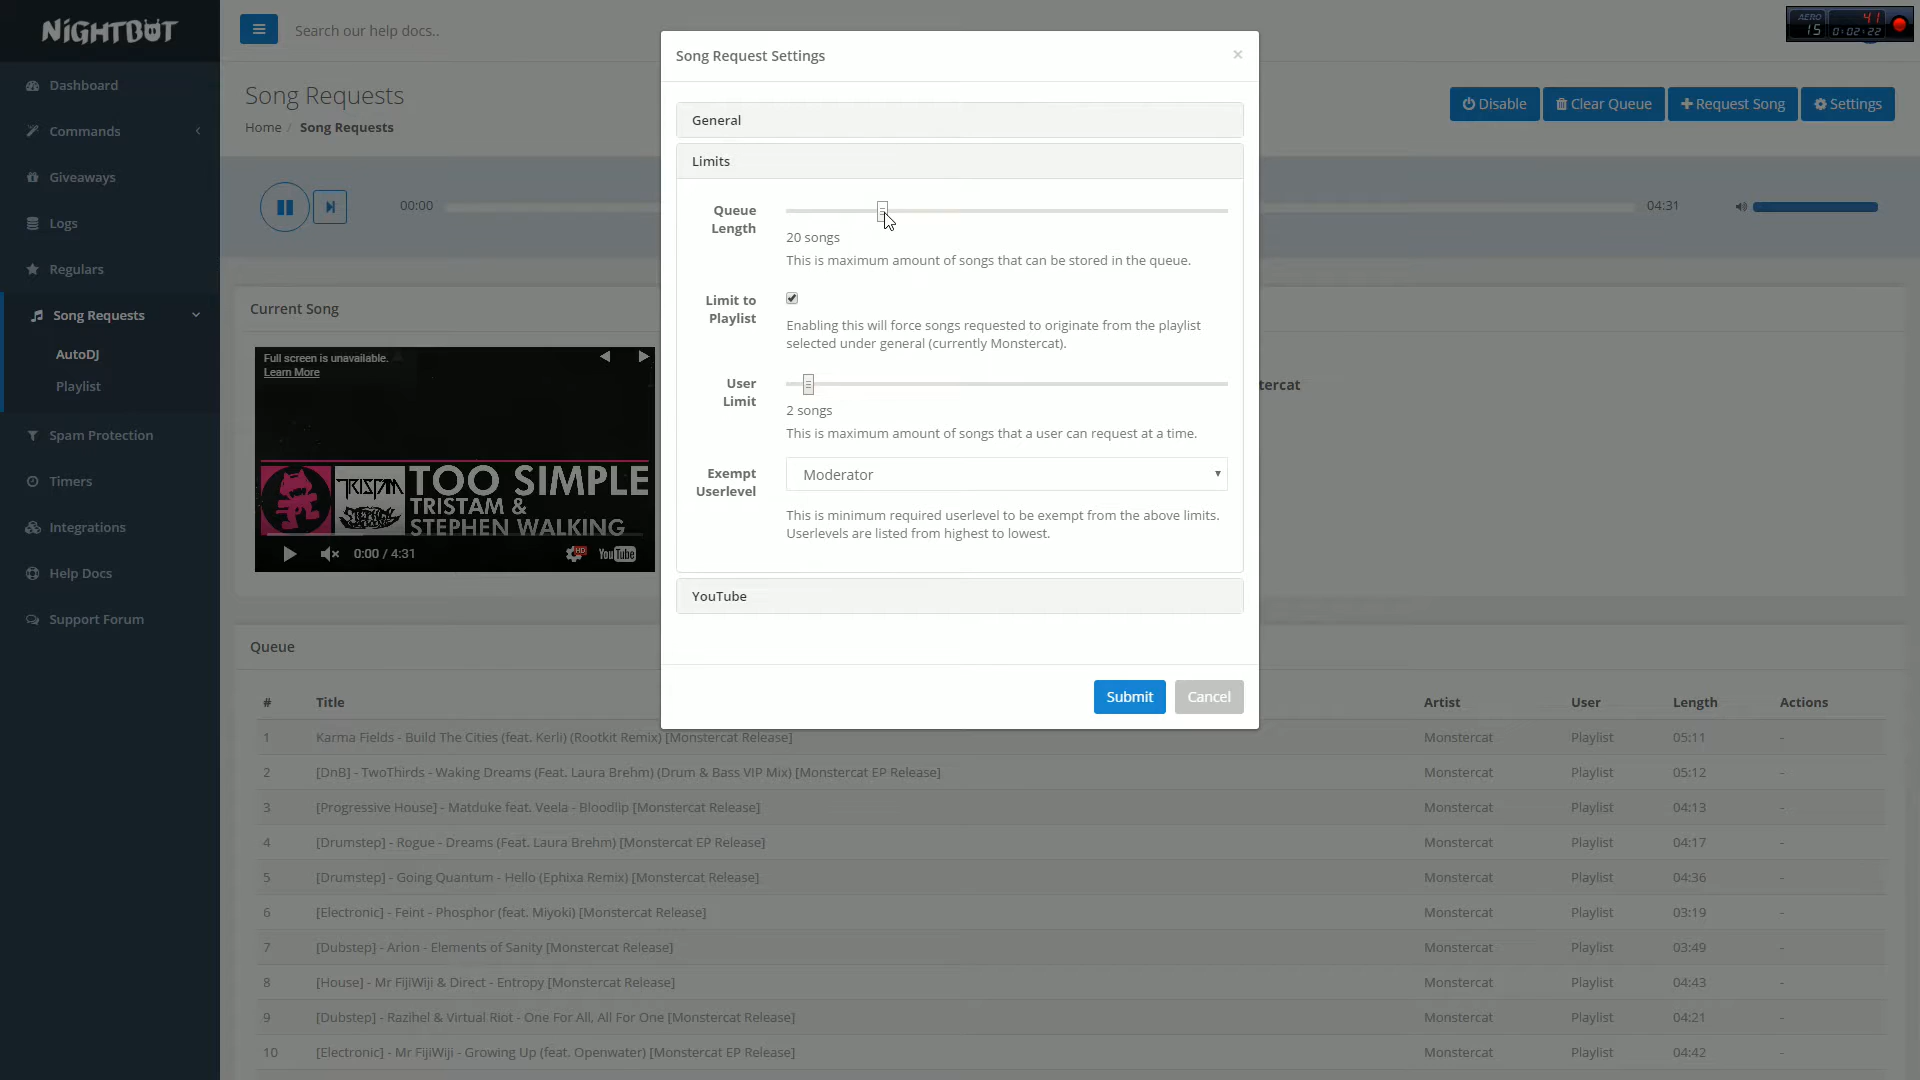 NiGHTBOT
Search our help docs..
AERO
15
41
0:02:22
Dashboard
Commands
Giveaways
Logs
Regulars
Song Requests
AutoDJ
Playlist
Spam Protection
Timers
Integrations
Help Docs
Support Forum
Song Requests
Home / Song Requests
Disable
Clear Queue
Request Song
Settings
00:00
04:31
Current Song
Full screen is unavailable.
Learn More
TRISTAM
TOO SIMPLE
TRISTAM &
STEPHEN WALKING
0:00 / 4:31
HD
YouTube
tercat
Song Request Settings
×
General
Limits
Queue Length
20 songs
This is maximum amount of songs that can be stored in the queue.
Limit to Playlist
Enabling this will force songs requested to originate from the playlist
selected under general (currently Monstercat).
User Limit
2 songs
This is maximum amount of songs that a user can request at a time.
Exempt Userlevel
Moderator
This is minimum required userlevel to be exempt from the above limits.
Userlevels are listed from highest to lowest.
YouTube
Submit
Cancel
Queue
# Title Artist User Length Actions
1 Karma Fields - Build The Cities (feat. Kerli) (Rootkit Remix) [Monstercat Release] Monstercat Playlist 05:11 -
2 [DnB] - TwoThirds - Waking Dreams (Feat. Laura Brehm) (Drum & Bass VIP Mix) [Monstercat EP Release] Monstercat Playlist 05:12 -
3 [Progressive House] - Matduke feat. Veela - Bloodlip [Monstercat Release] Monstercat Playlist 04:13 -
4 [Drumstep] - Rogue - Dreams (Feat. Laura Brehm) [Monstercat EP Release] Monstercat Playlist 04:17 -
5 [Drumstep] - Going Quantum - Hello (Ephixa Remix) [Monstercat Release] Monstercat Playlist 04:36 -
6 [Electronic] - Feint - Phosphor (feat. Miyoki) [Monstercat Release] Monstercat Playlist 03:19 -
7 [Dubstep] - Arion - Elements of Sanity [Monstercat Release] Monstercat Playlist 03:49 -
8 [House] - Mr FijiWiji & Direct - Entropy [Monstercat Release] Monstercat Playlist 04:43 -
9 [Dubstep] - Razihel & Virtual Riot - One For All, All For One [Monstercat Release] Monstercat Playlist 04:21 -
10 [Electronic] - Mr FijiWiji - Growing Up (feat. Openwater) [Monstercat EP Release] Monstercat Playlist 04:42 -